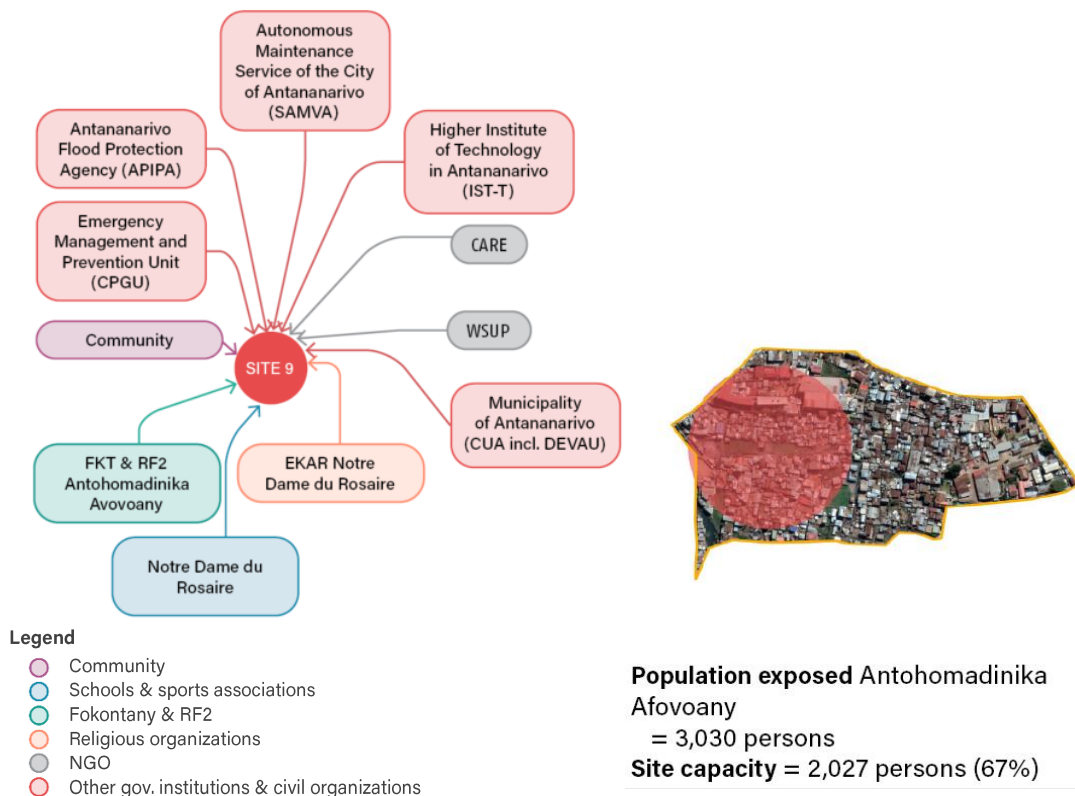 Autonomous
Maintenance
Service of the City
of Antananarivo
(SAMVA)
Antananarivo
Flood Protection
Agency (APIPA)
Higher Institute
of Technology
in Antananarivo
(IST-T)
Emergency
Management and
Prevention Unit
(CPGU)
CARE
WSUP
Community
SITE 9
Municipality
of Antananarivo
(CUA incl. DEVAU)
FKT & RF2
Antohomadinika
Avovoany
EKAR Notre
Dame du Rosaire
Notre Dame du
Rosaire
Legend
Community
Schools & sports associations
Fokontany & RF2
Religious organizations
NGO
Other gov. institutions & civil organizations
Population exposed Antohomadinika
Afovoany
= 3,030 persons
Site capacity = 2,027 persons (67%)